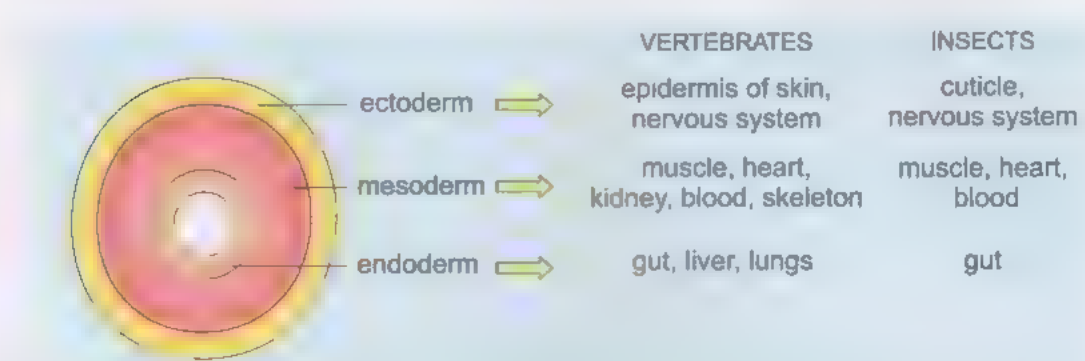 VERTEBRATES INSECTS
ectoderm epidermis of skin, cuticle,
nervous system nervous system
mesoderm muscle, heart, muscle, heart,
kidney, blood, skeleton blood
endoderm gut, liver, lungs gut